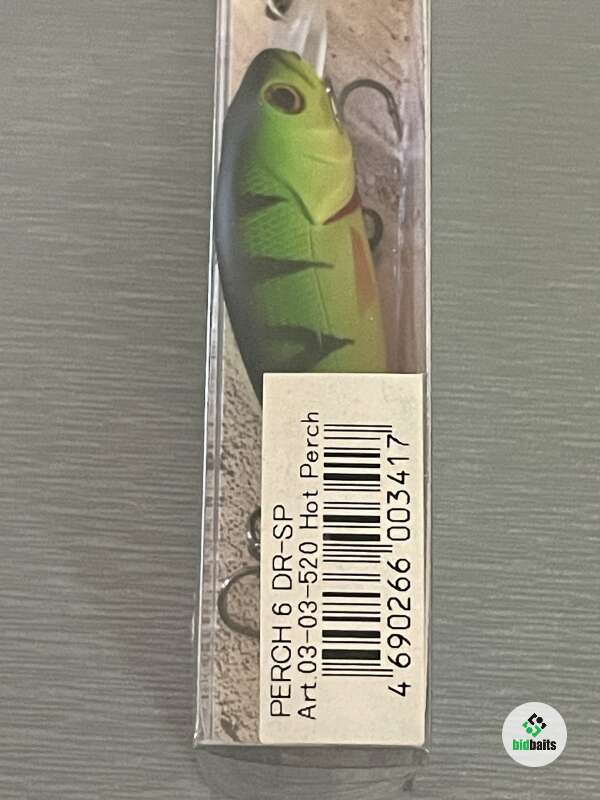 PERCH 6 DR-SP
Art.03-03-520 Hot Perch
4 690266 003417
bidbaits